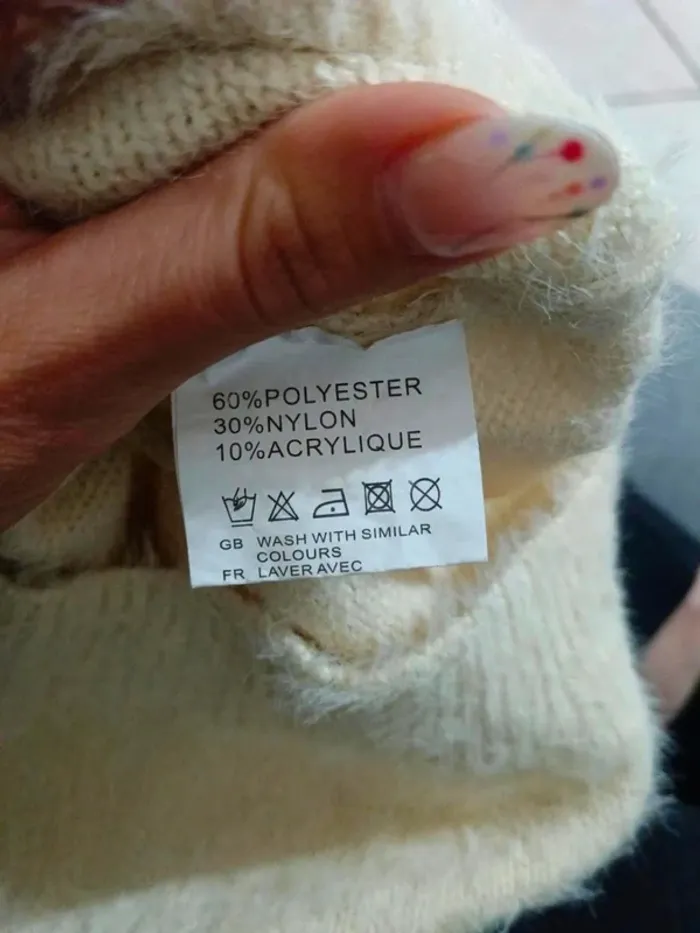 60%POLYESTER
30%NYLON
10%ACRYLIQUE
GB WASH WITH SIMILAR
COLOURS
FR LAVER AVEC